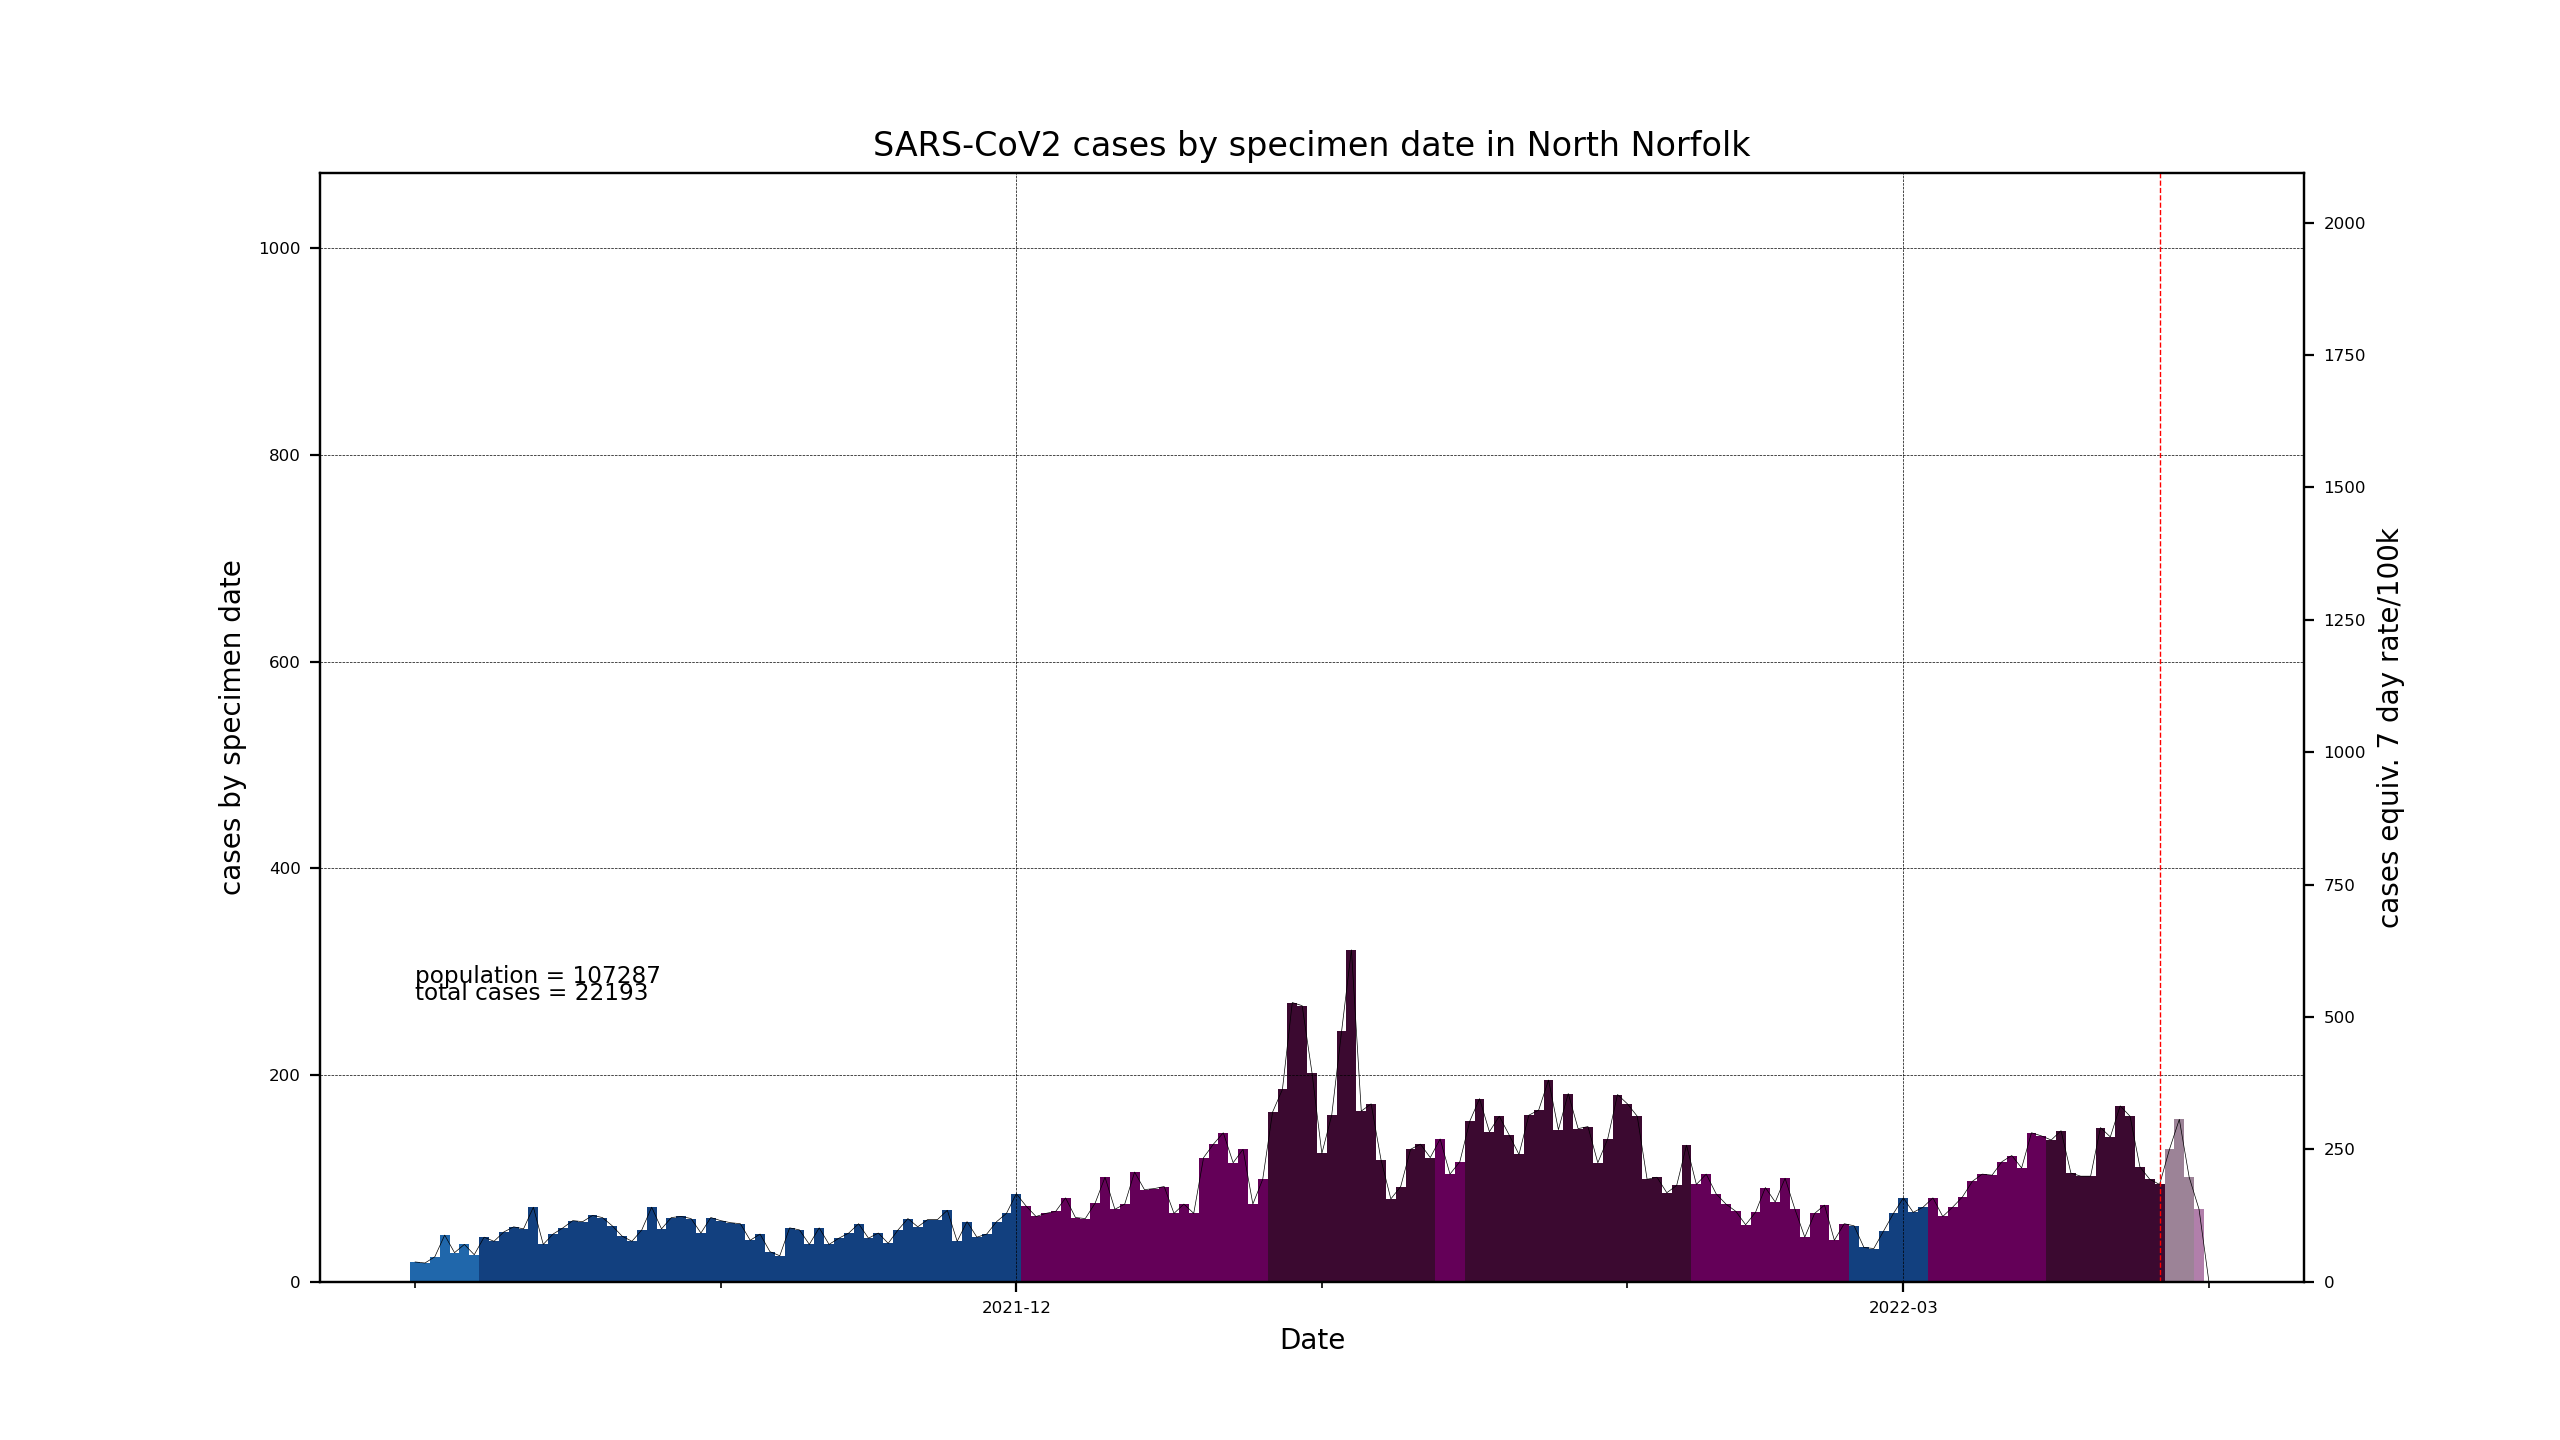 SARS-CoV2 cases by specimen date in North Norfolk
cases by specimen date
1000
800
600
400
200
0
population = 107287
total cases = 22193
2021-12
2022-03
Date
2000
1750
1500
1250
1000
750
500
250
0
cases equiv. 7 day rate/100k